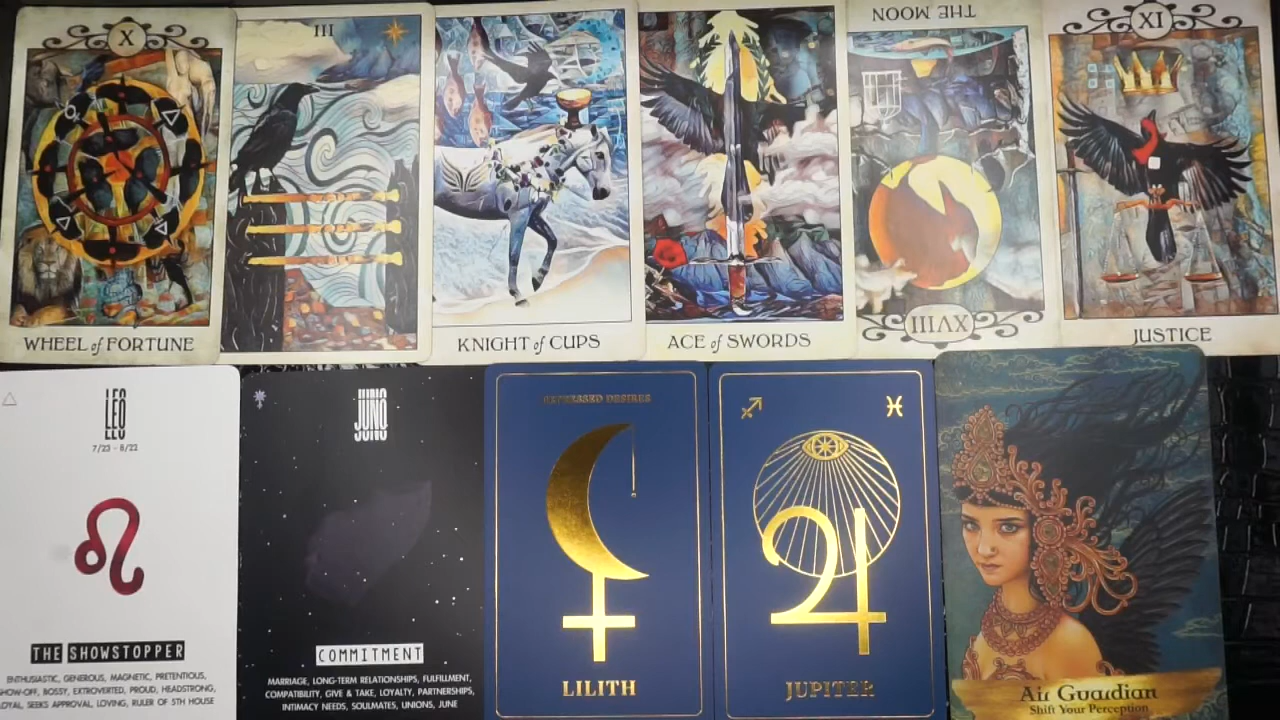 X
WHEEL of FORTUNE
III
KNIGHT of CUPS
ACE of SWORDS
THE MOON
XVIII
XI
JUSTICE
LEO
7/23 - 8/22
THE SHOWSTOPPER
ENTHUSIASTIC, GENEROUS, MAGNETIC, PRETENTIOUS,
SHOW-OFF, BOSSY, EXTROVERTED, PROUD, HEADSTRONG,
LOYAL, SEEKS APPROVAL, LOVING, RULER OF 5TH HOUSE
JUNO
COMMITMENT
MARRIAGE, LONG-TERM RELATIONSHIPS, FULFILLMENT,
COMPATIBILITY, GIVE & TAKE, LOYALTY, PARTNERSHIPS,
INTIMACY NEEDS, SOULMATES, UNIONS, JUNE
REPRESSED DESIRES
LILITH
JUPITER
Air Guardian
Shift Your Perception